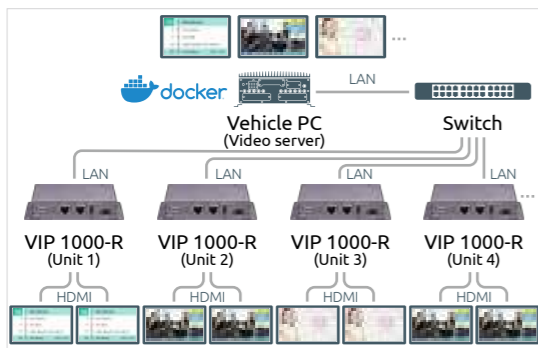 ...
docker
LAN
Vehicle PC
(Video server)
Switch
LAN
LAN
LAN
LAN
...
VIP 1000-R
(Unit 1)
VIP 1000-R
(Unit 2)
VIP 1000-R
(Unit 3)
VIP 1000-R
(Unit 4)
HDMI
HDMI
HDMI
HDMI